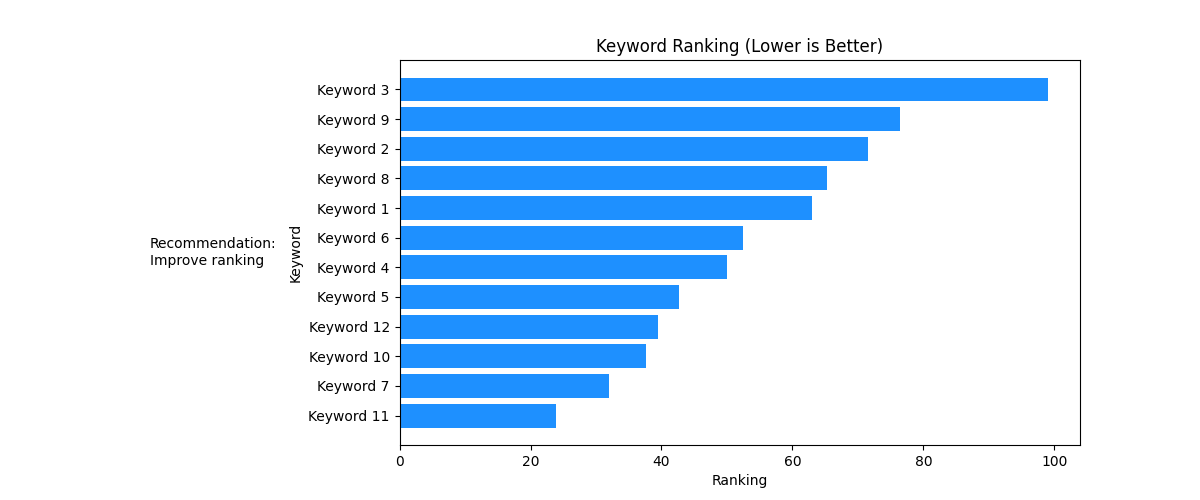 Keyword Ranking (Lower is Better)
Keyword 3
Keyword 9
Keyword 2
Keyword 8
Keyword 1
Keyword 6
Keyword 4
Keyword 5
Keyword 12
Keyword 10
Keyword 7
Keyword 11
Keyword
Recommendation:
Improve ranking
0 20 40 60 80 100
Ranking